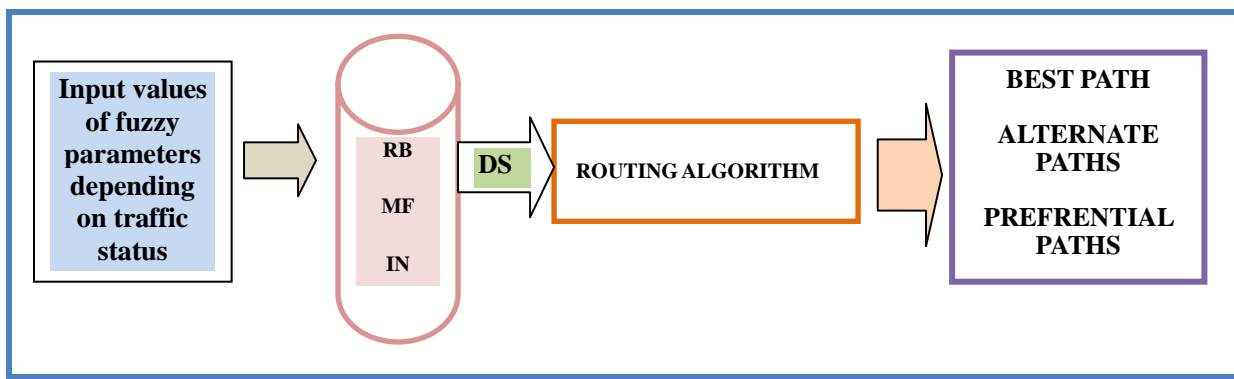 Input values
of fuzzy
parameters
depending
on traffic
status
RB
MF
IN
DS
ROUTING ALGORITHM
BEST PATH
ALTERNATE
PATHS
PREFRENTIAL
PATHS